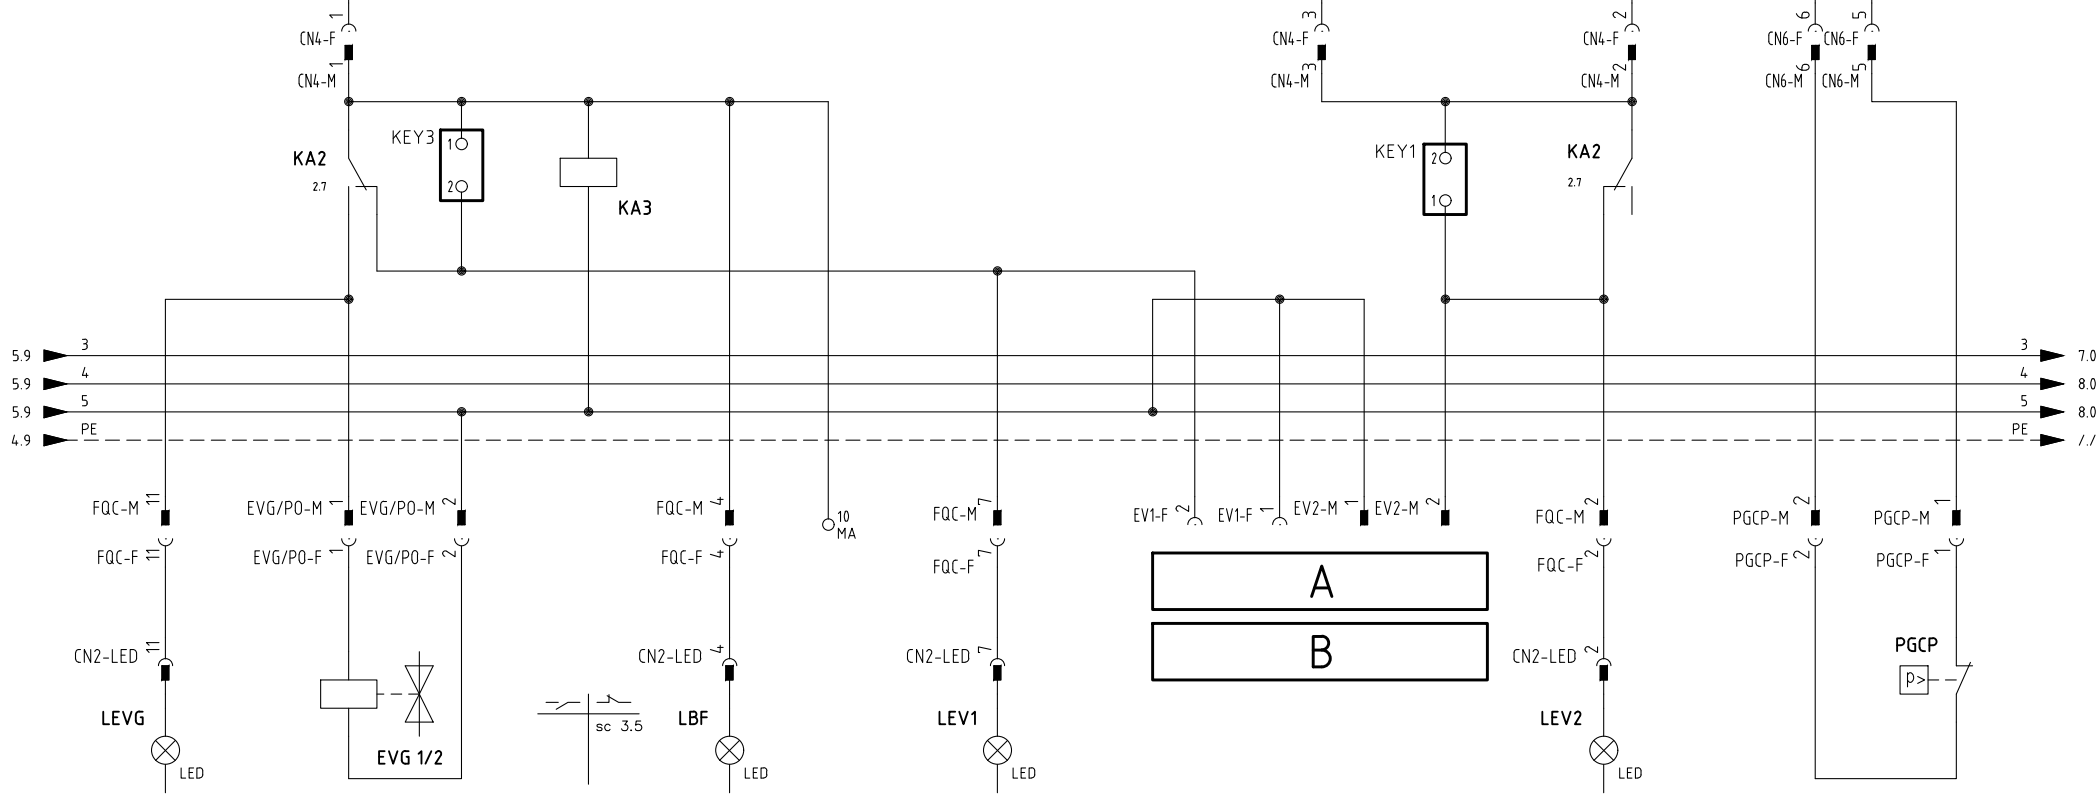 1 3 2 6 5
CN4-F CN4-F CN4-F CN6-F CN6-F
1 3 2 6 5
CN4-M CN4-M CN4-M CN6-M CN6-M
KEY3 1 KEY1 2 KA2
KA2
2.7 2 2.7
1
KA3
5.9 3 3 7.0
5.9 4 4 8.0
5.9 5 5 8.0
4.9 PE PE /./
FQC-M 11 EVG/PO-M 1 EVG/PO-M 2 FQC-M 4 10 FQC-M 7 EV1-F 2 EV1-F 1 EV2-M 1 EV2-M 2 FQC-M 2 PGCP-M 2 PGCP-M 1
MA
FQC-F 11 EVG/PO-F 1 EVG/PO-F 2 FQC-F 4 FQC-F 7 FQC-F 2 PGCP-F 2 PGCP-F 1
A
B
CN2-LED 11 CN2-LED 4 CN2-LED 7 CN2-LED 2 PGCP
p>
LEVG LBF LEV1 LEV2
sc 3.5
EVG 1/2
LED LED LED LED